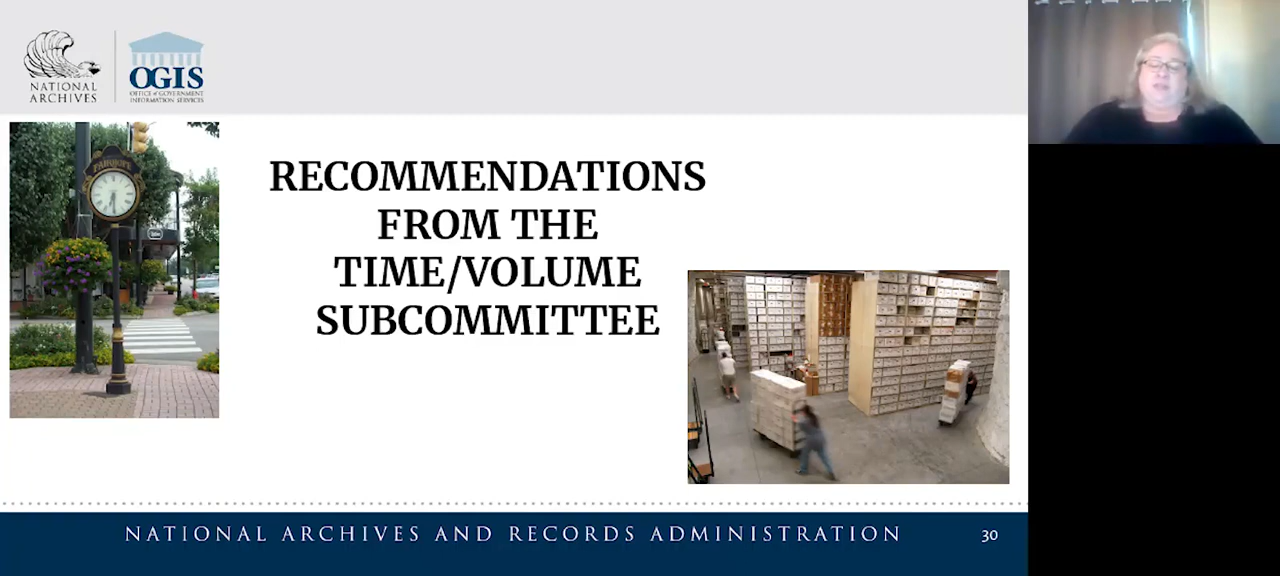 NATIONAL
ARCHIVES
OGIS
OFFICE of GOVERNMENT
INFORMATION SERVICES
FAIRHOPE
RECOMMENDATIONS
FROM THE
TIME/VOLUME
SUBCOMMITTEE
NATIONAL ARCHIVES AND RECORDS ADMINISTRATION
30